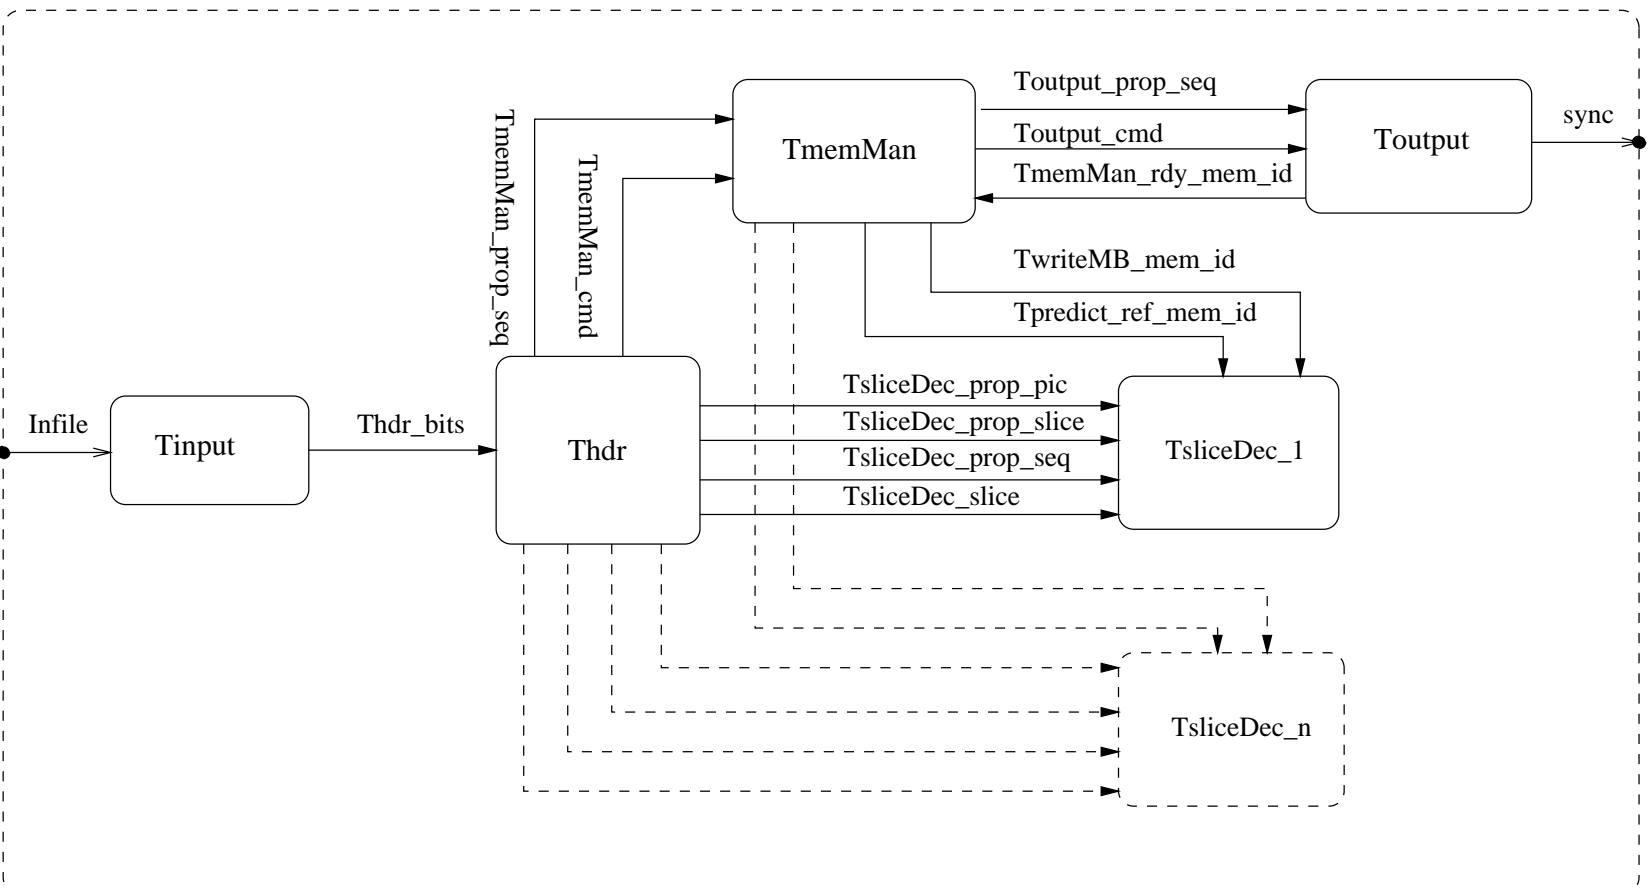 Toutput_prop_seq
sync
Toutput_cmd
TmemMan
Toutput
TmemMan_rdy_mem_id
TmemMan_prop_seq
TmemMan_cmd
TwriteMB_mem_id
Tpredict_ref_mem_id
TsliceDec_prop_pic
Infile
Thdr_bits
TsliceDec_prop_slice
Tinput
Thdr
TsliceDec_1
TsliceDec_prop_seq
TsliceDec_slice
TsliceDec_n